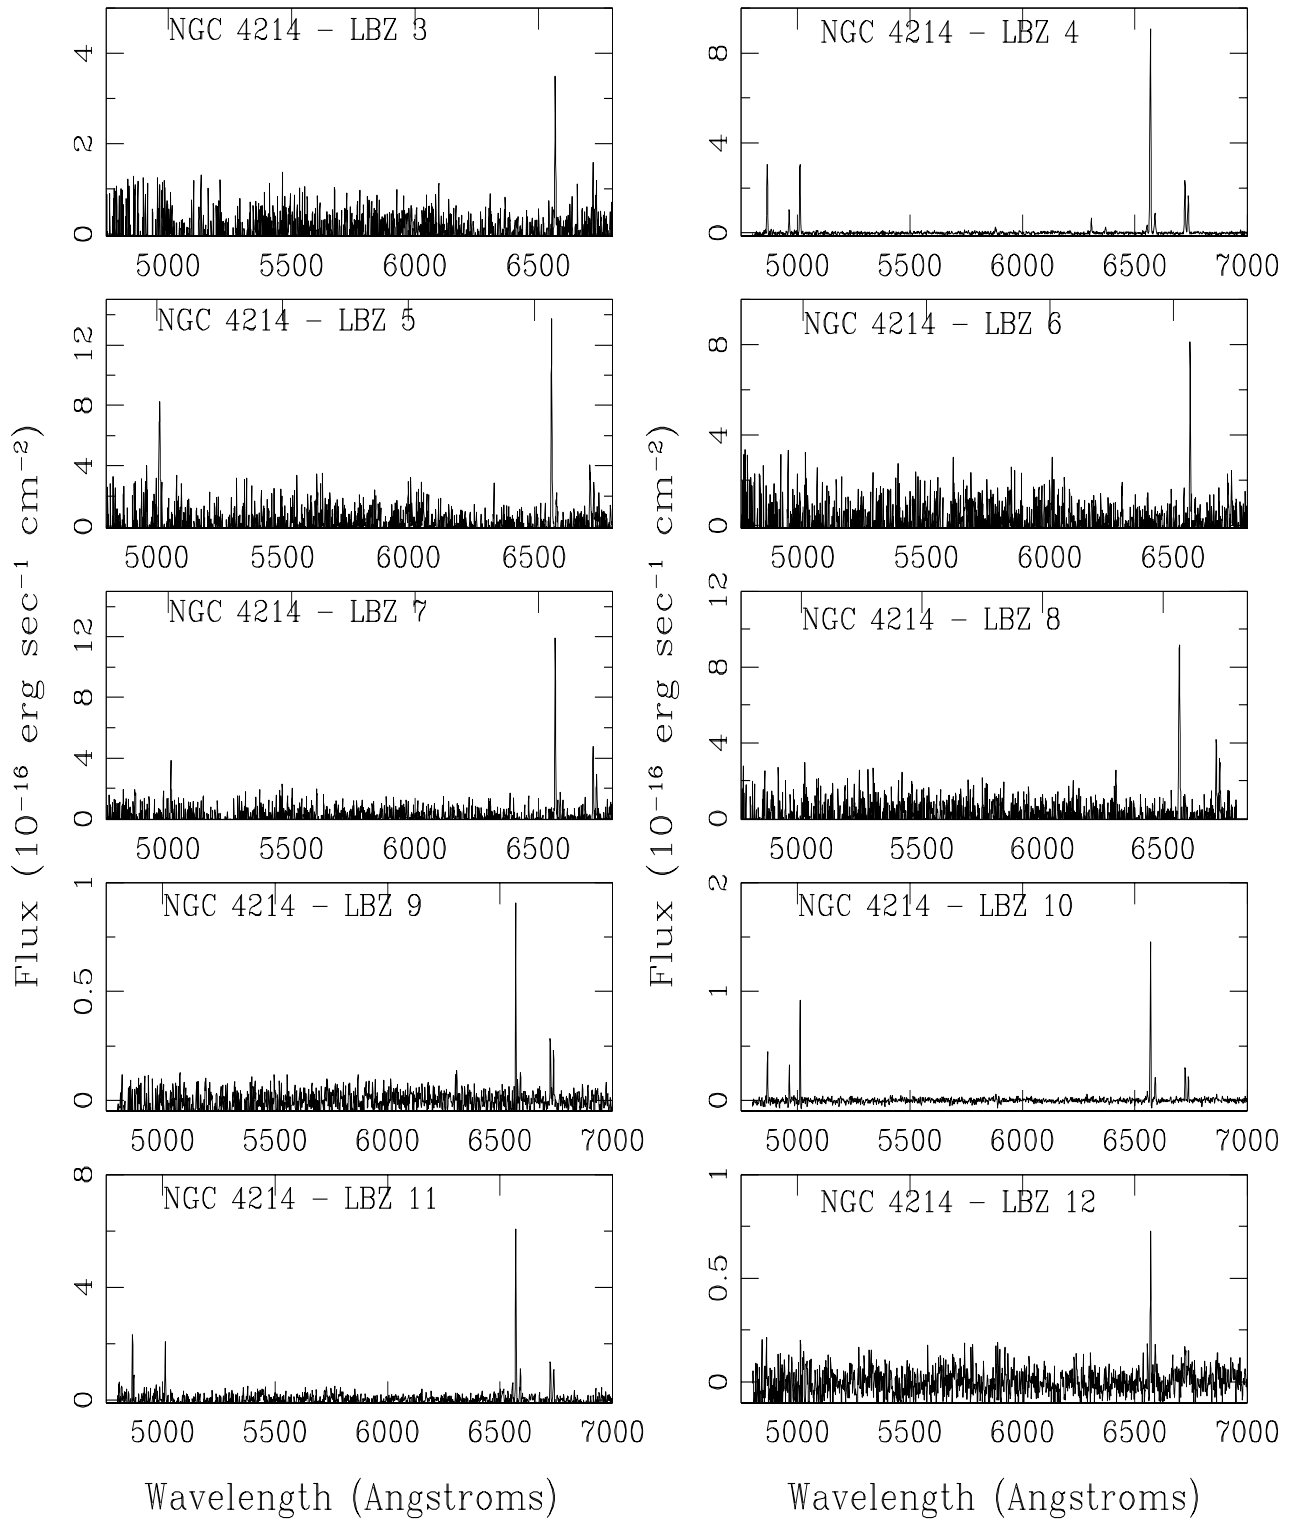 NGC 4214 – LBZ 3
4
2
0
5000 5500 6000 6500
NGC 4214 – LBZ 4
8
4
0
5000 5500 6000 6500 7000
NGC 4214 – LBZ 5
12
8
4
0
5000 5500 6000 6500
NGC 4214 – LBZ 6
8
4
0
5000 5500 6000 6500
NGC 4214 – LBZ 7
12
8
4
0
5000 5500 6000 6500
NGC 4214 – LBZ 8
12
8
4
0
5000 5500 6000 6500
NGC 4214 – LBZ 9
1
0.5
0
5000 5500 6000 6500 7000
NGC 4214 – LBZ 10
2
1
0
5000 5500 6000 6500 7000
NGC 4214 – LBZ 11
8
4
0
5000 5500 6000 6500 7000
NGC 4214 – LBZ 12
1
0.5
0
5000 5500 6000 6500 7000
Flux (10⁻¹⁶ erg sec⁻¹ cm⁻²)
Flux (10⁻¹⁶ erg sec⁻¹ cm⁻²)
Wavelength (Angstroms)
Wavelength (Angstroms)